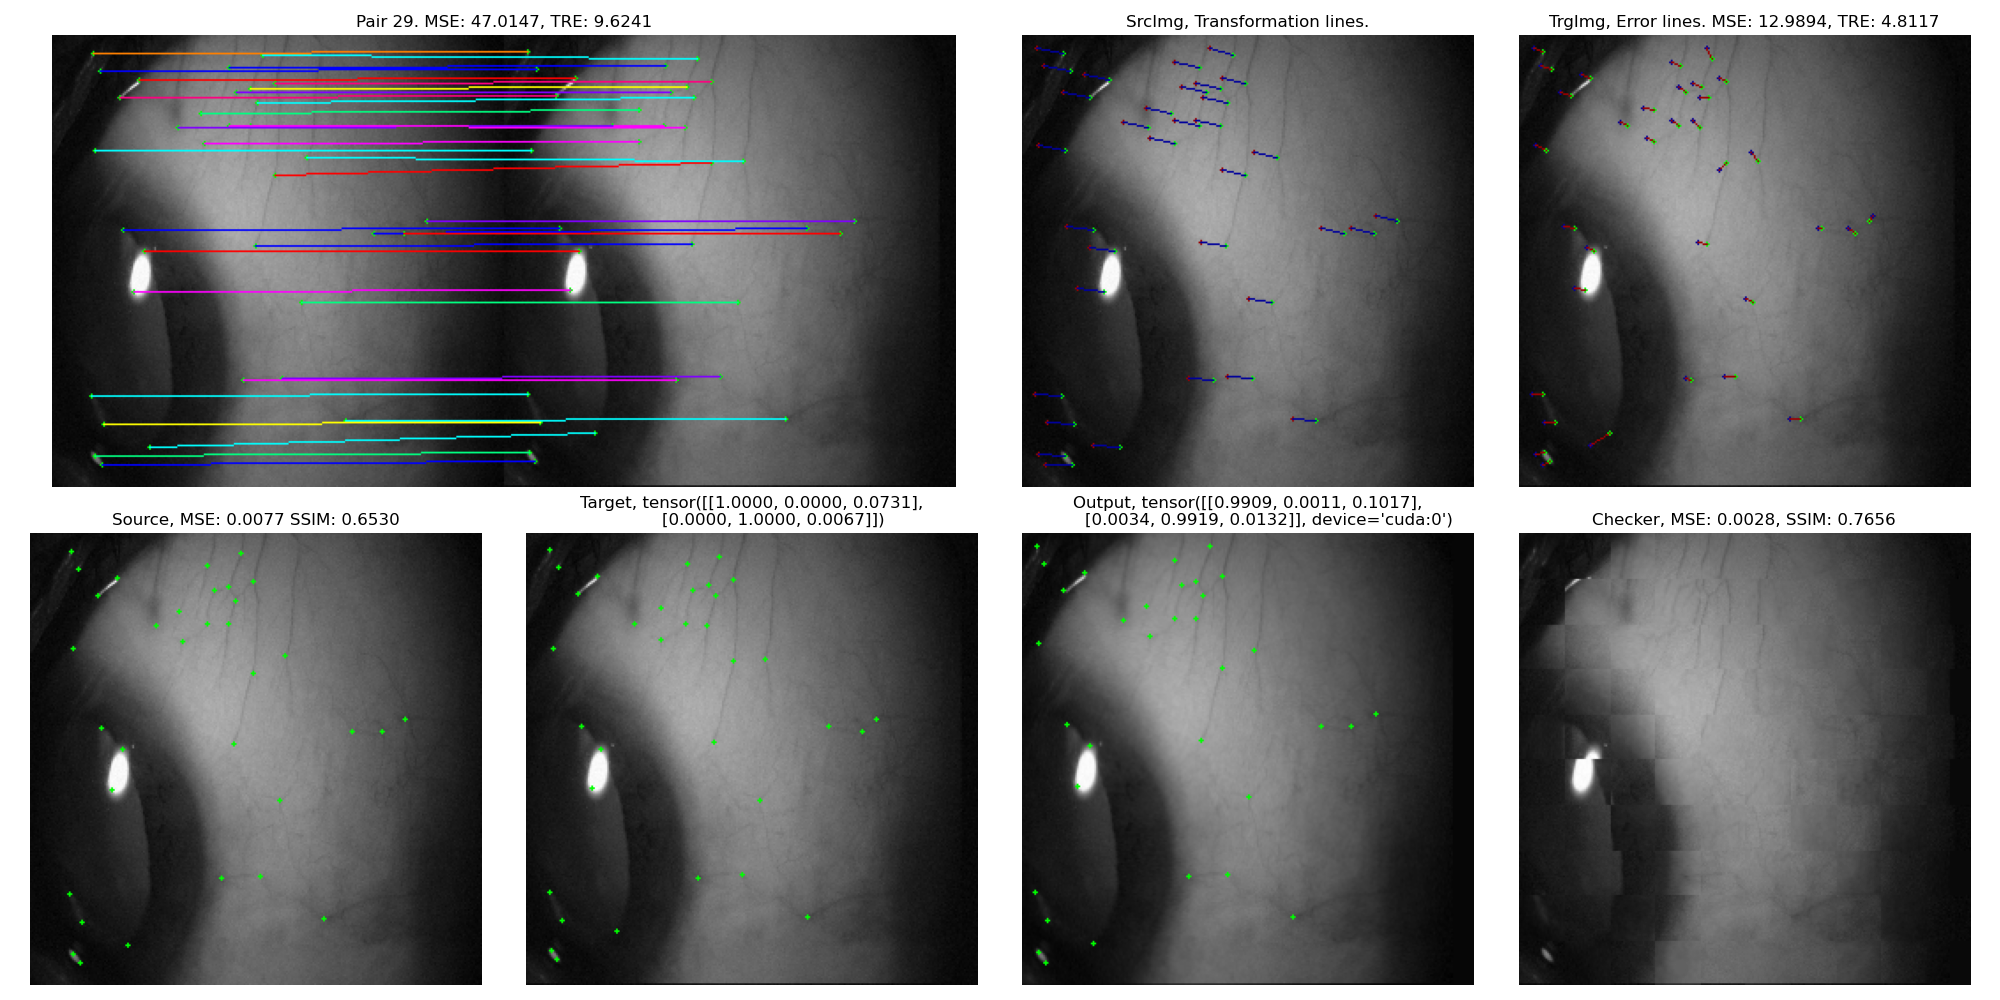 Pair 29. MSE: 47.0147, TRE: 9.6241
SrcImg, Transformation lines.
TrgImg, Error lines. MSE: 12.9894, TRE: 4.8117
Source, MSE: 0.0077 SSIM: 0.6530
Target, tensor([[1.0000, 0.0000, 0.0731],
[0.0000, 1.0000, 0.0067]])
Output, tensor([[0.9909, 0.0011, 0.1017],
[0.0034, 0.9919, 0.0132]], device='cuda:0')
Checker, MSE: 0.0028, SSIM: 0.7656